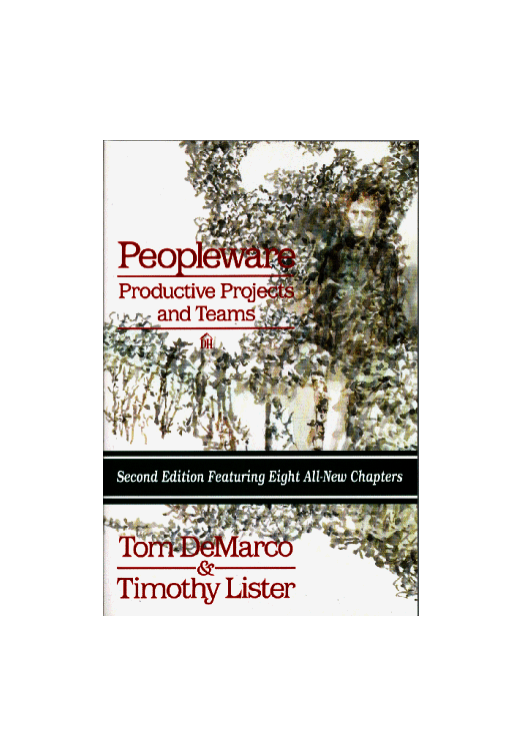 Peopleware
Productive Projects
and Teams
DH
Second Edition Featuring Eight All-New Chapters
Tom DeMarco
&
Timothy Lister